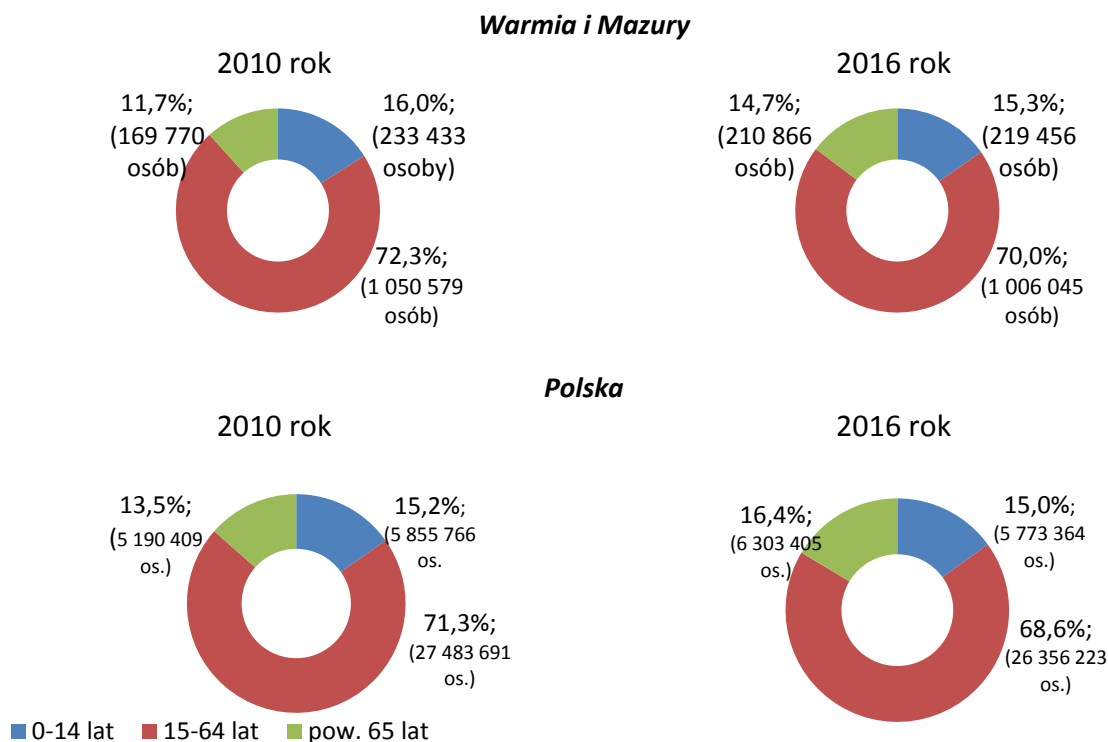 Warmia i Mazury
2010 rok
11,7%;
(169 770
osób)
16,0%;
(233 433
osoby)
72,3%;
(1 050 579
osób)
2016 rok
14,7%;
(210 866
osób)
15,3%;
(219 456
osób)
70,0%;
(1 006 045
osób)
Polska
2010 rok
13,5%;
(5 190 409
os.)
15,2%;
(5 855 766
os.
71,3%;
(27 483 691
os.)
2016 rok
16,4%;
(6 303 405
os.)
15,0%;
(5 773 364
os.)
68,6%;
(26 356 223
os.)
0-14 lat
15-64 lat
pow. 65 lat